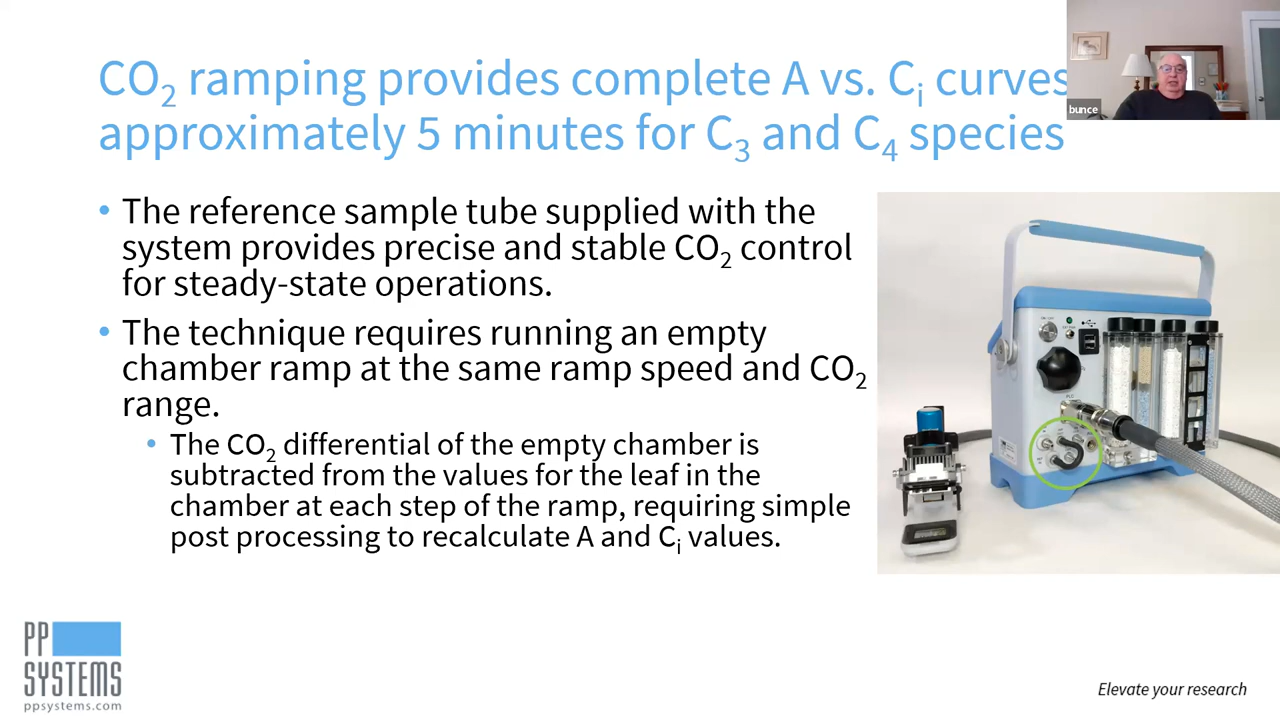 CO₂ ramping provides complete A vs. Cᵢ curves
approximately 5 minutes for C₃ and C₄ species
bunce
• The reference sample tube supplied with the
system provides precise and stable CO₂ control
for steady-state operations.
• The technique requires running an empty
chamber ramp at the same ramp speed and CO₂
range.
• The CO₂ differential of the empty chamber is
subtracted from the values for the leaf in the
chamber at each step of the ramp, requiring simple
post processing to recalculate A and Cᵢ values.
PP
SYSTEMS
ppsystems.com
Elevate your research